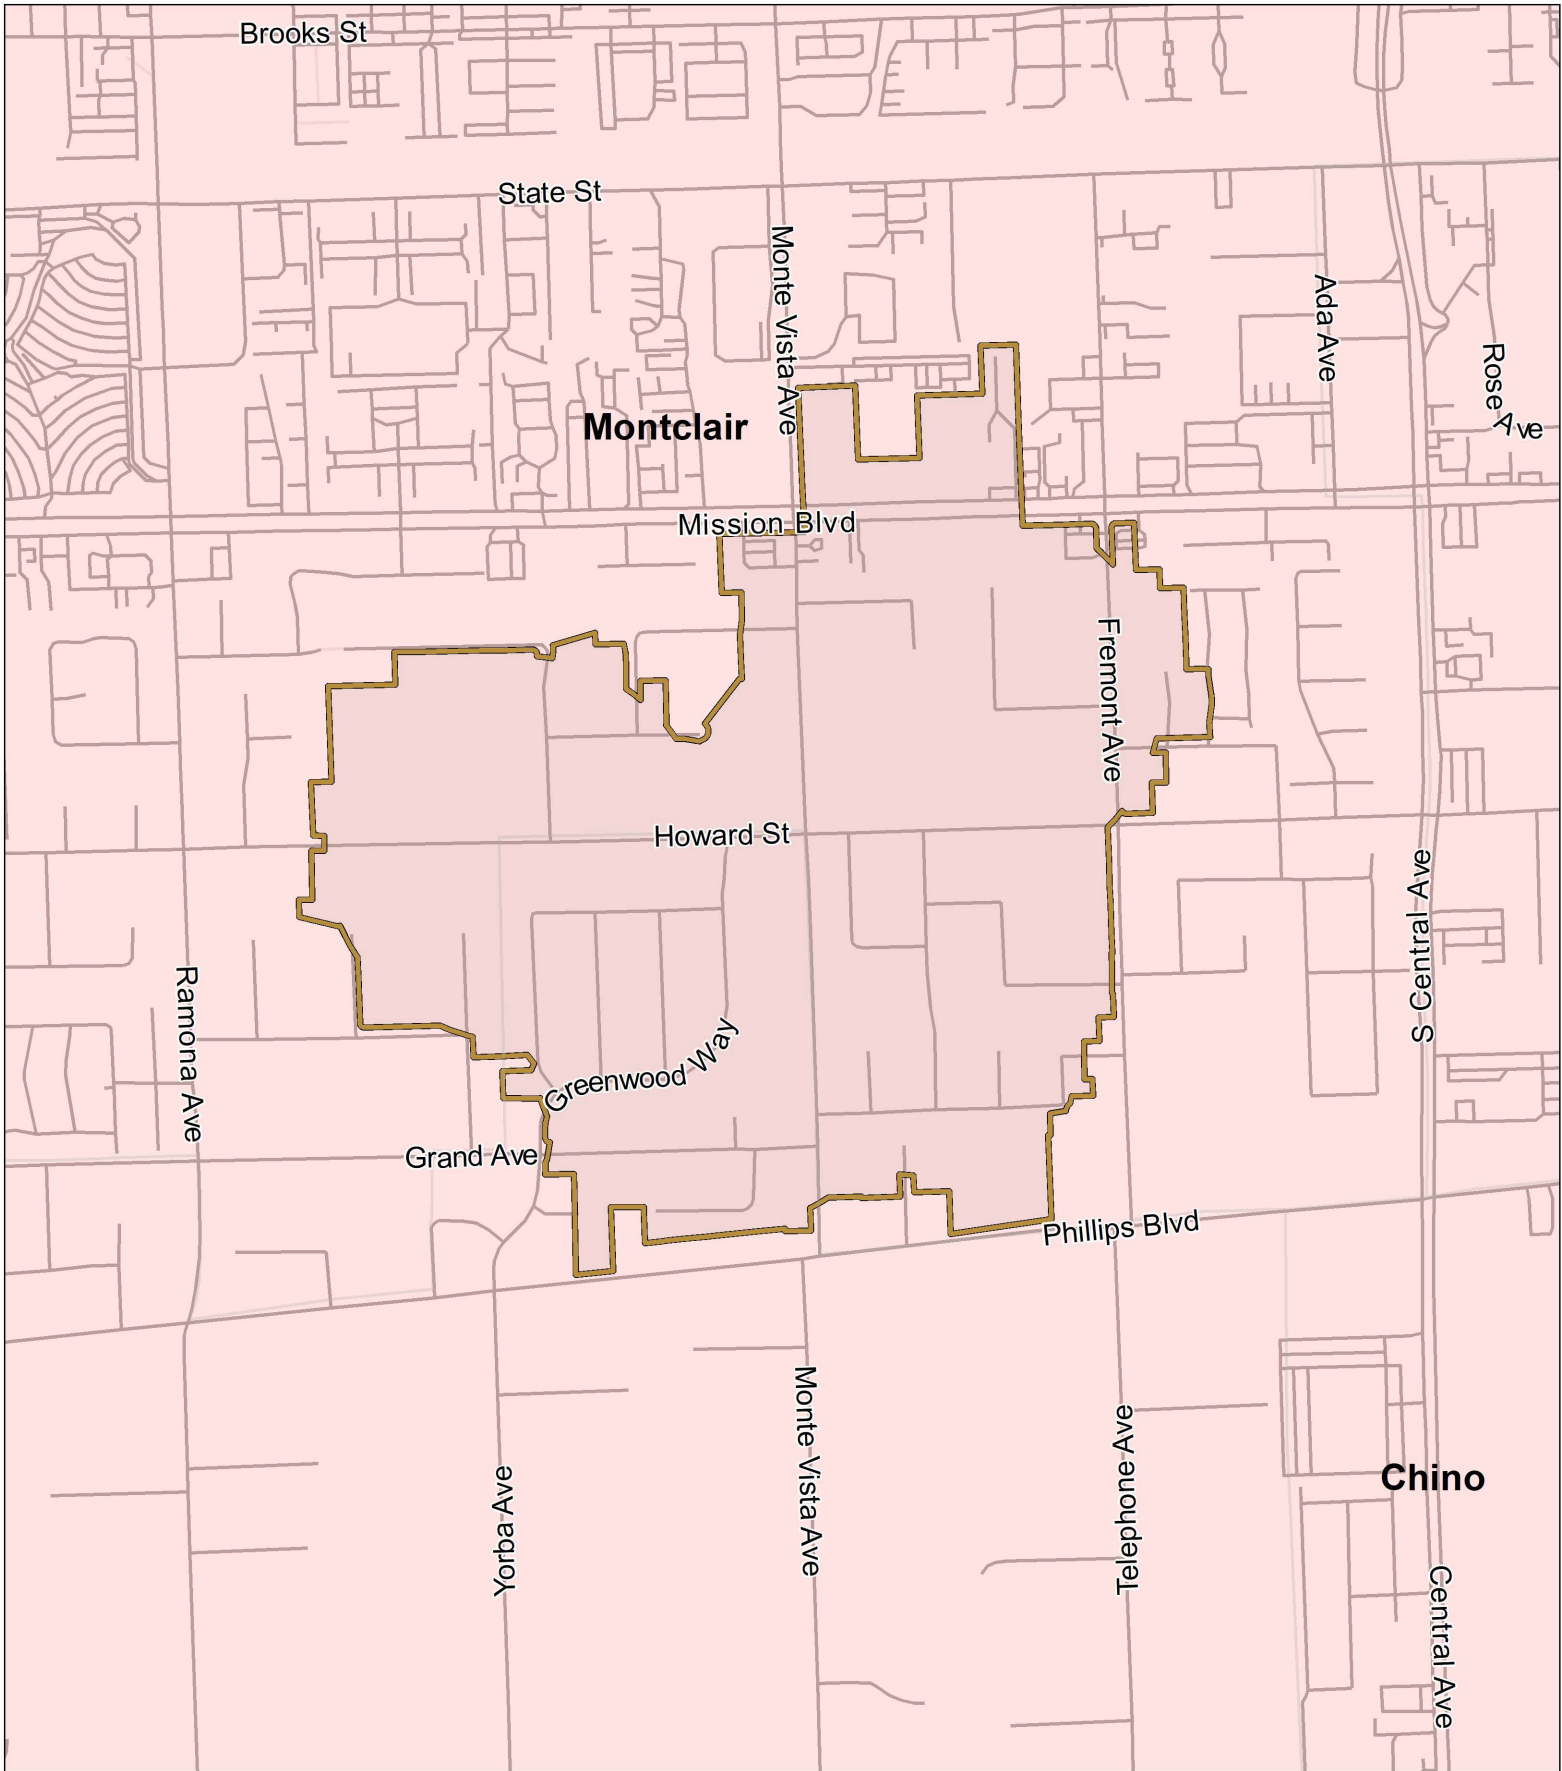 Brooks St
State St
Monte Vista Ave
Ada Ave
Rose Ave
Montclair
Mission Blvd
Fremont Ave
Howard St
S Central Ave
Ramona Ave
Greenwood Way
Grand Ave
Phillips Blvd
Monte Vista Ave
Telephone Ave
Yorba Ave
Chino
Central Ave